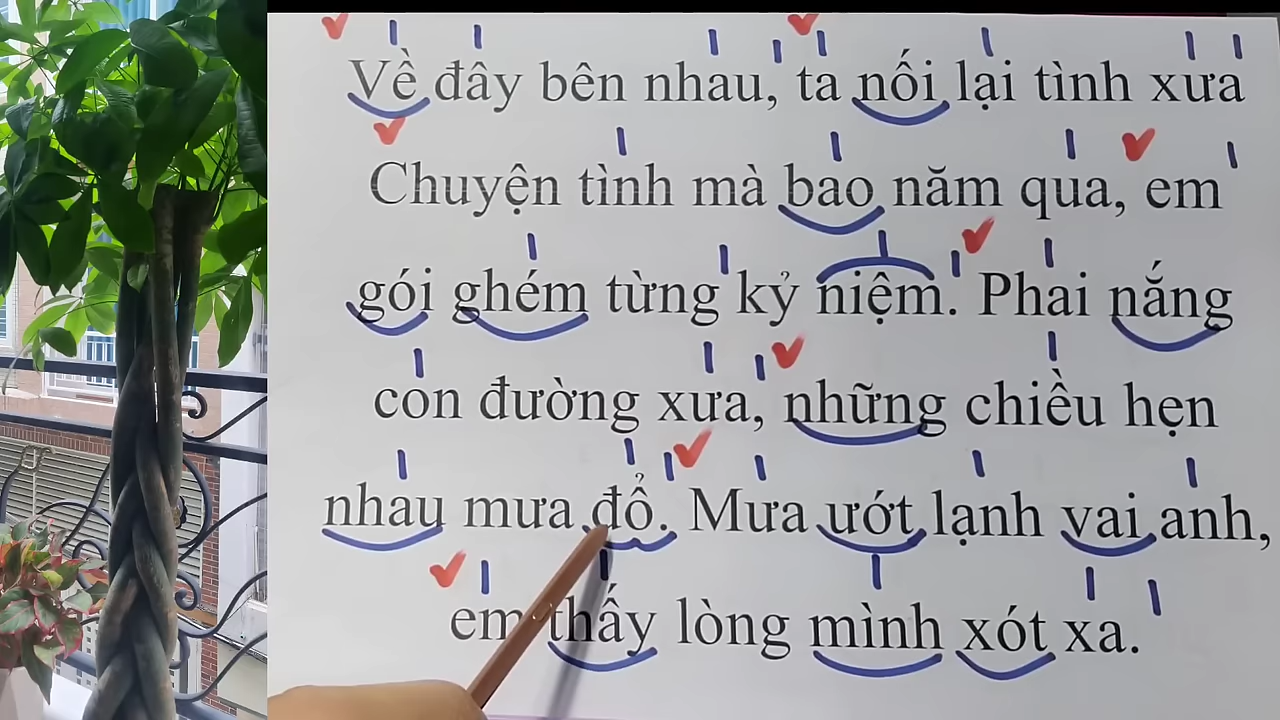 Về đây bên nhau, ta nối lại tình xưa
Chuyện tình mà bao năm qua, em
gói ghém từng kỷ niệm. Phai nắng
con đường xưa, những chiều hẹn
nhau mưa đổ. Mưa ướt lạnh vai anh,
em thấy lòng mình xót xa.